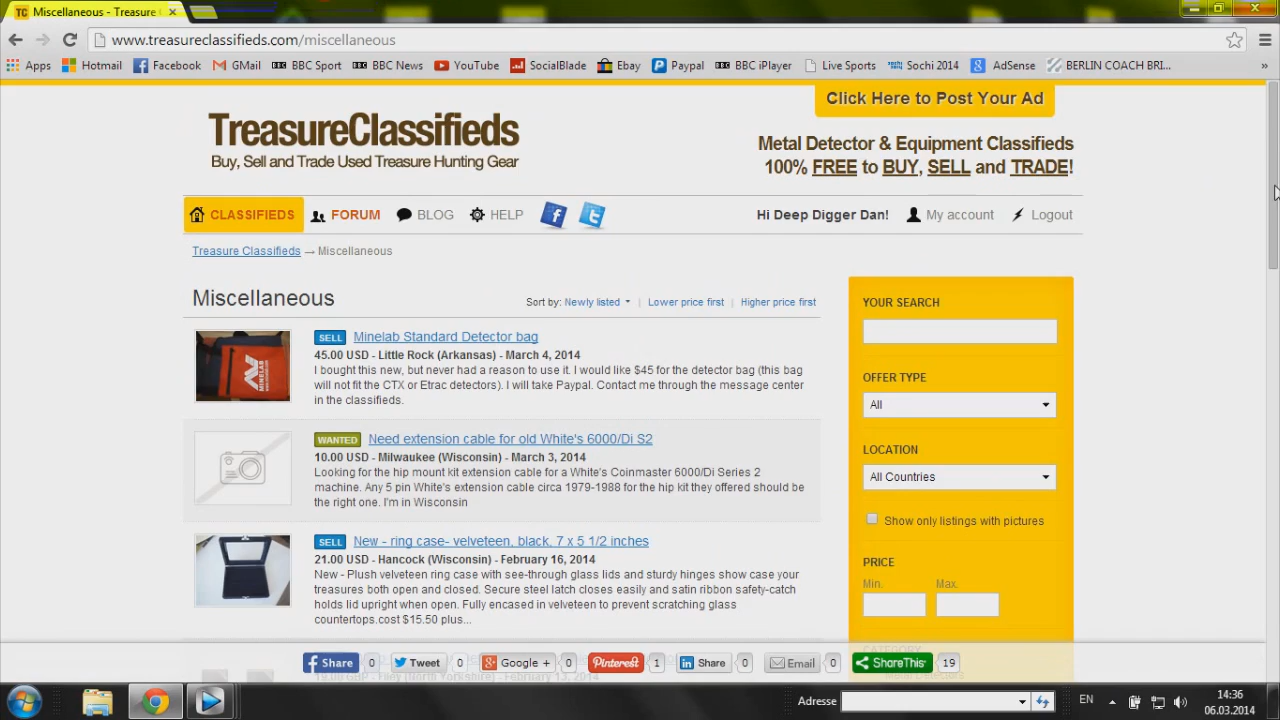 Miscellaneous - Treasure
www.treasureclassifieds.com/miscellaneous
Apps Hotmail Facebook GMail BBC Sport BBC News YouTube SocialBlade Ebay Paypal BBC iPlayer Live Sports Sochi 2014 AdSense BERLIN COACH BRI... »
Click Here to Post Your Ad
TreasureClassifieds
Buy, Sell and Trade Used Treasure Hunting Gear
Metal Detector & Equipment Classifieds
100% FREE to BUY, SELL and TRADE!
CLASSIFIEDS FORUM BLOG HELP Hi Deep Digger Dan! My account Logout
Treasure Classifieds → Miscellaneous
Miscellaneous
Sort by: Newly listed | Lower price first | Higher price first
SELL Minelab Standard Detector bag
45.00 USD - Little Rock (Arkansas) - March 4, 2014
I bought this new, but never had a reason to use it. I would like $45 for the detector bag (this bag
will not fit the CTX or Etrac detectors). I will take Paypal. Contact me through the message center
in the classifieds.
MINELAB
WANTED Need extension cable for old White's 6000/Di S2
10.00 USD - Milwaukee (Wisconsin) - March 3, 2014
Looking for the hip mount kit extension cable for a White's Coinmaster 6000/Di Series 2
machine. Any 5 pin White's extension cable circa 1979-1988 for the hip kit they offered should be
the right one. I'm in Wisconsin
SELL New - ring case- velveteen, black, 7 x 5 1/2 inches
21.00 USD - Hancock (Wisconsin) - February 16, 2014
New - Plush velveteen ring case with see-through glass lids and sturdy hinges show case your
treasures both open and closed. Secure steel latch closes easily and satin ribbon safety-catch
holds lid upright when open. Fully encased in velveteen to prevent scratching glass
countertops.cost $15.50 plus...
YOUR SEARCH
OFFER TYPE
All
LOCATION
All Countries
Show only listings with pictures
PRICE
Min. Max.
CATEGORY
Share 0 Tweet 0 Google + 0 Pinterest 1 Share 0 Email 0 ShareThis 19
Adresse EN 14:36
06.03.2014